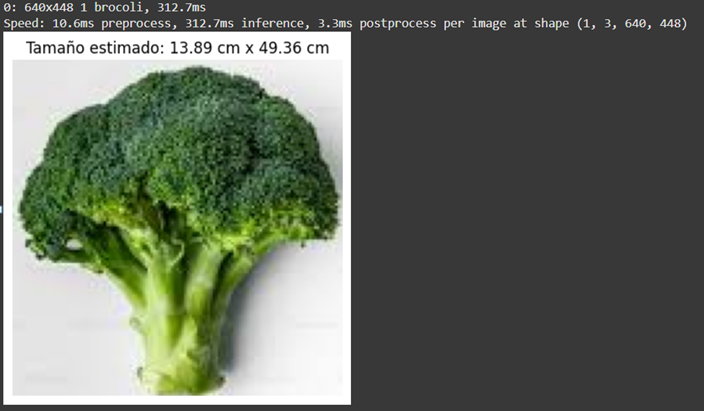 0: 640x448 1 brocoli, 312.7ms
Speed: 10.6ms preprocess, 312.7ms inference, 3.3ms postprocess per image at shape (1, 3, 640, 448)
Tamaño estimado: 13.89 cm x 49.36 cm